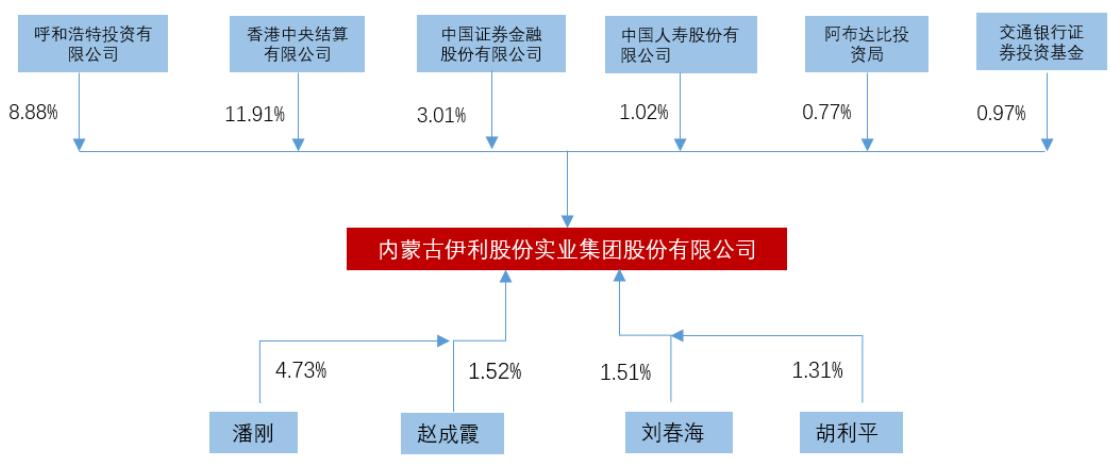 呼和浩特投资有
限公司
香港中央结算
有限公司
中国证券金融
股份有限公司
中国人寿股份有
限公司
阿布达比投
资局
交通银行证
券投资基金
8.88%
11.91%
3.01%
1.02%
0.77%
0.97%
内蒙古伊利股份实业集团股份有限公司
4.73%
1.52%
1.51%
1.31%
潘刚
赵成霞
刘春海
胡利平